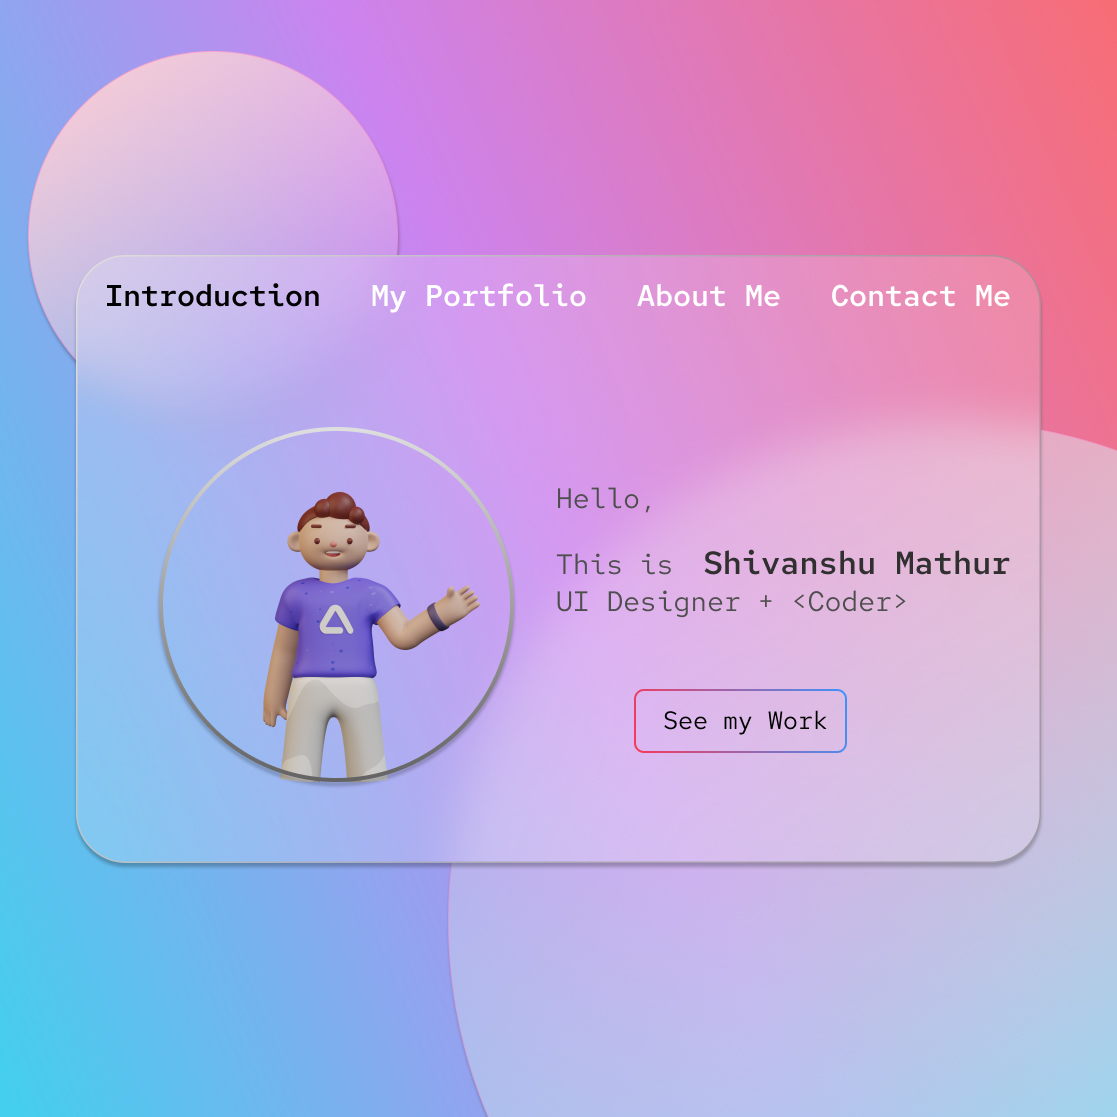 Introduction My Portfolio About Me Contact Me
Hello,
This is Shivanshu Mathur
UI Designer + <Coder>
See my Work